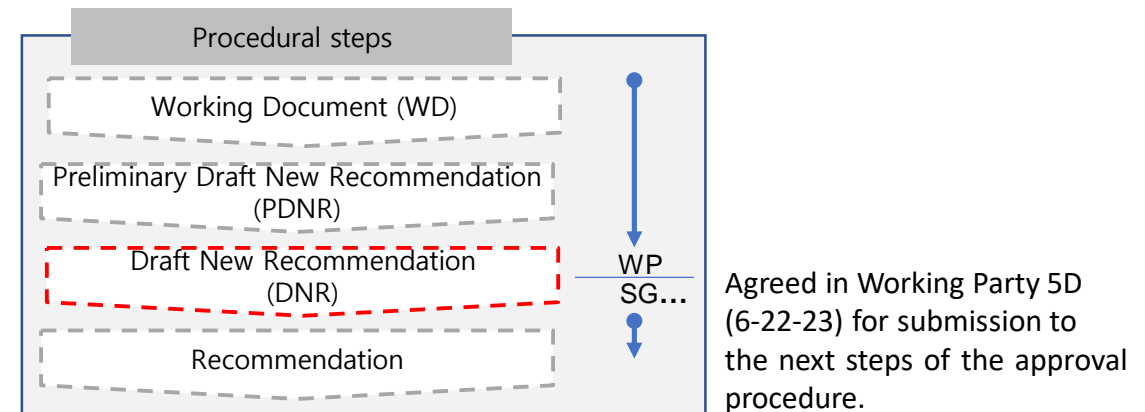 Procedural steps
Working Document (WD)
Preliminary Draft New Recommendation
(PDNR)
Draft New Recommendation
(DNR)
WP
SG...
Recommendation
Agreed in Working Party 5D
(6-22-23) for submission to
the next steps of the approval
procedure.